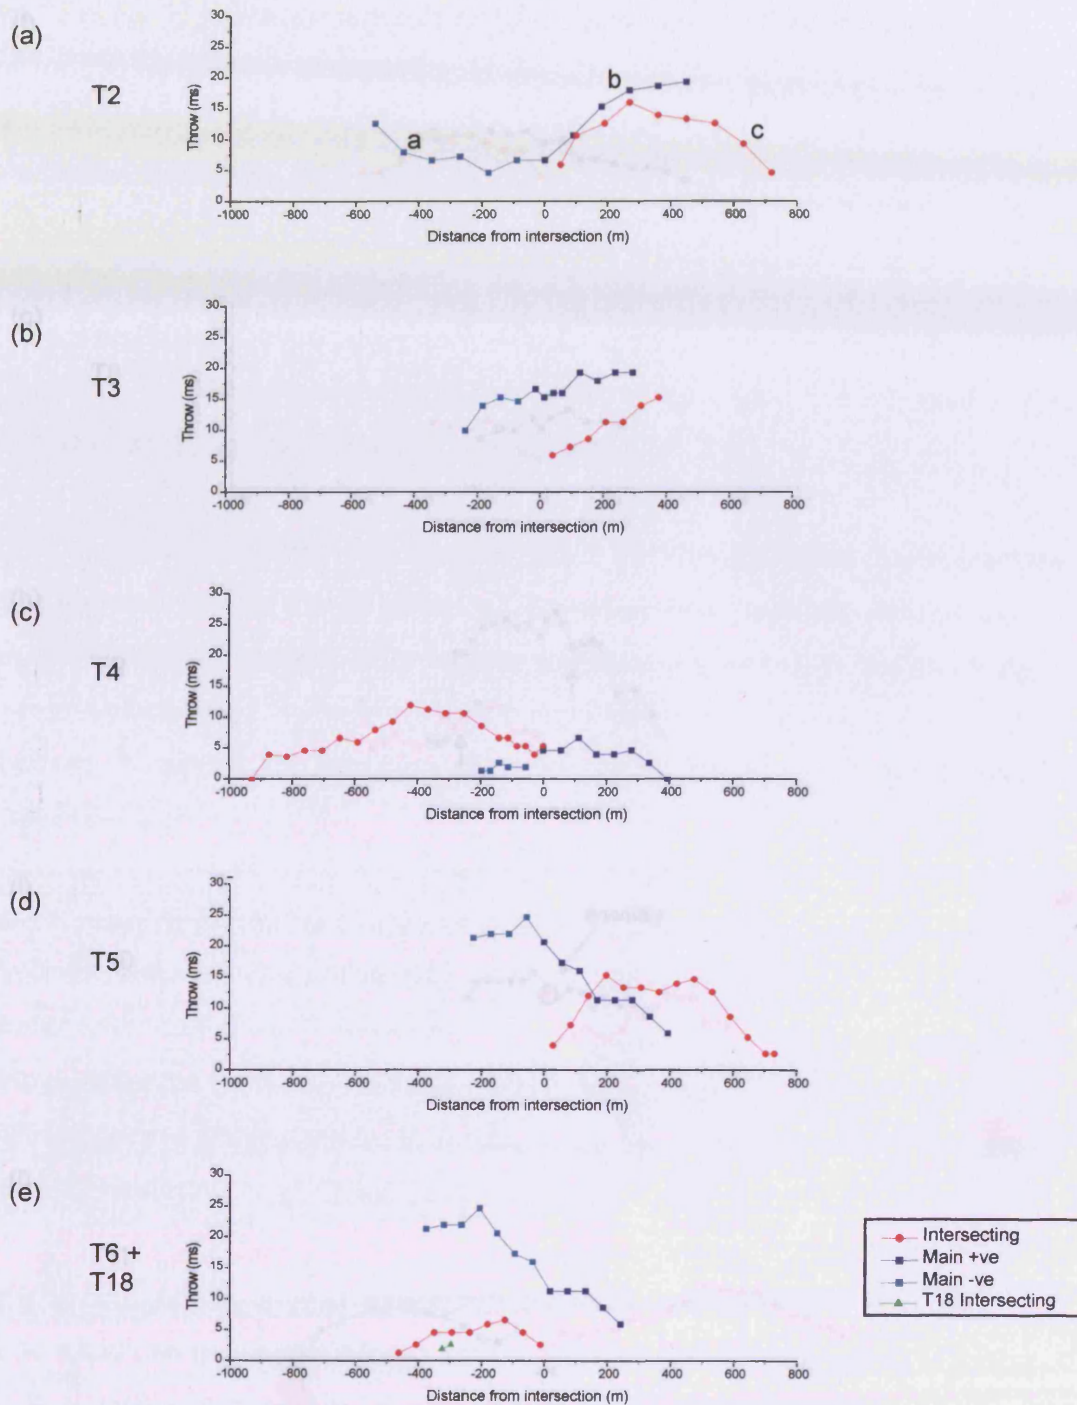 (a)
T2
Throw (ms)
30
25
20
15
10
5
0
a
b
c
-1000 -800 -600 -400 -200 0 200 400 600 800
Distance from intersection (m)
(b)
T3
Throw (ms)
30
25
20
15
10
5
0
-1000 -800 -600 -400 -200 0 200 400 600 800
Distance from intersection (m)
(c)
T4
Throw (ms)
30
25
20
15
10
5
0
-1000 -800 -600 -400 -200 0 200 400 600 800
Distance from intersection (m)
(d)
T5
Throw (ms)
30
25
20
15
10
5
0
-1000 -800 -600 -400 -200 0 200 400 600 800
Distance from intersection (m)
(e)
T6 +
T18
Throw (ms)
30
25
20
15
10
5
0
-1000 -800 -600 -400 -200 0 200 400 600 800
Distance from intersection (m)
Intersecting
Main +ve
Main -ve
T18 Intersecting